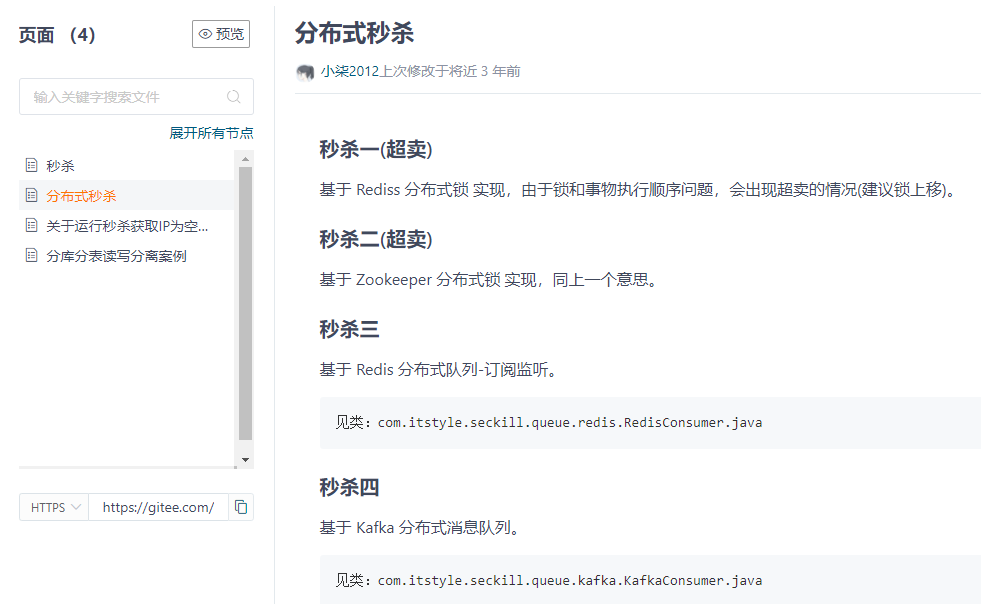 页面 （4）
预览
输入关键字搜索文件
展开所有节点
秒杀
分布式秒杀
关于运行秒杀获取IP为空...
分库分表读写分离案例
HTTPS
https://gitee.com/
分布式秒杀
小柒2012上次修改于将近 3 年前
秒杀一(超卖)
基于 Rediss 分布式锁 实现，由于锁和事物执行顺序问题，会出现超卖的情况(建议锁上移)。
秒杀二(超卖)
基于 Zookeeper 分布式锁 实现，同上一个意思。
秒杀三
基于 Redis 分布式队列-订阅监听。
见类：com.itstyle.seckill.queue.redis.RedisConsumer.java
秒杀四
基于 Kafka 分布式消息队列。
见类：com.itstyle.seckill.queue.kafka.KafkaConsumer.java